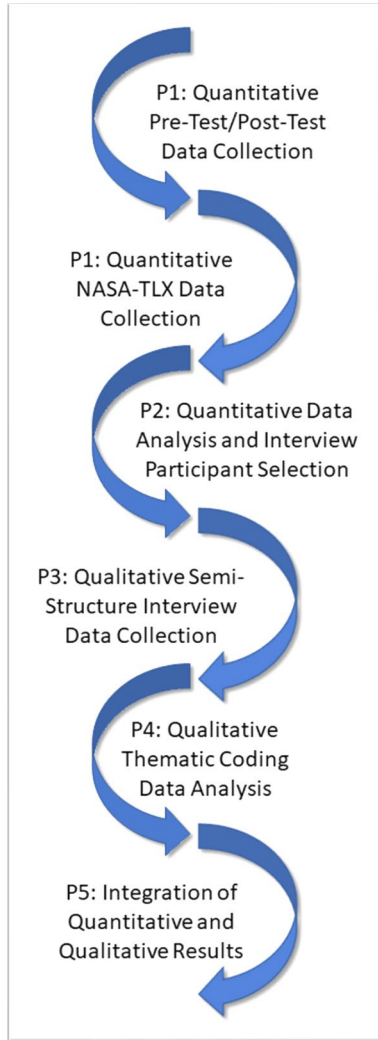 P1: Quantitative
Pre-Test/Post-Test
Data Collection
P1: Quantitative
NASA-TLX Data
Collection
P2: Quantitative Data
Analysis and Interview
Participant Selection
P3: Qualitative Semi-
Structure Interview
Data Collection
P4: Qualitative
Thematic Coding
Data Analysis
P5: Integration of
Quantitative and
Qualitative Results